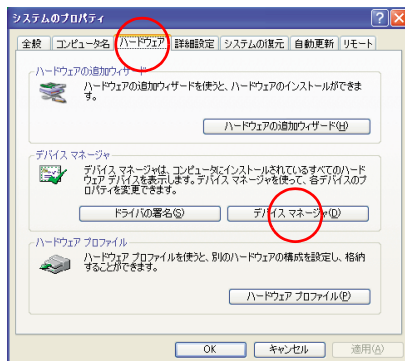 システムのプロパティ
全般 コンピュータ名 ハードウェア 詳細設定 システムの復元 自動更新 リモート
ハードウェアの追加ウィザード
ハードウェアの追加ウィザードを使うと、ハードウェアのインストールができま
す。
ハードウェアの追加ウィザード(H)
デバイス マネージャ
デバイス マネージャは、コンピュータにインストールされているすべてのハード
ウェア デバイスを表示します。デバイス マネージャを使って、各デバイスのプ
ロパティを変更できます。
ドライバの署名(S) デバイス マネージャ(D)
ハードウェア プロファイル
ハードウェア プロファイルを使うと、別のハードウェアの構成を設定し、格納
することができます。
ハードウェア プロファイル(P)
OK キャンセル 適用(A)